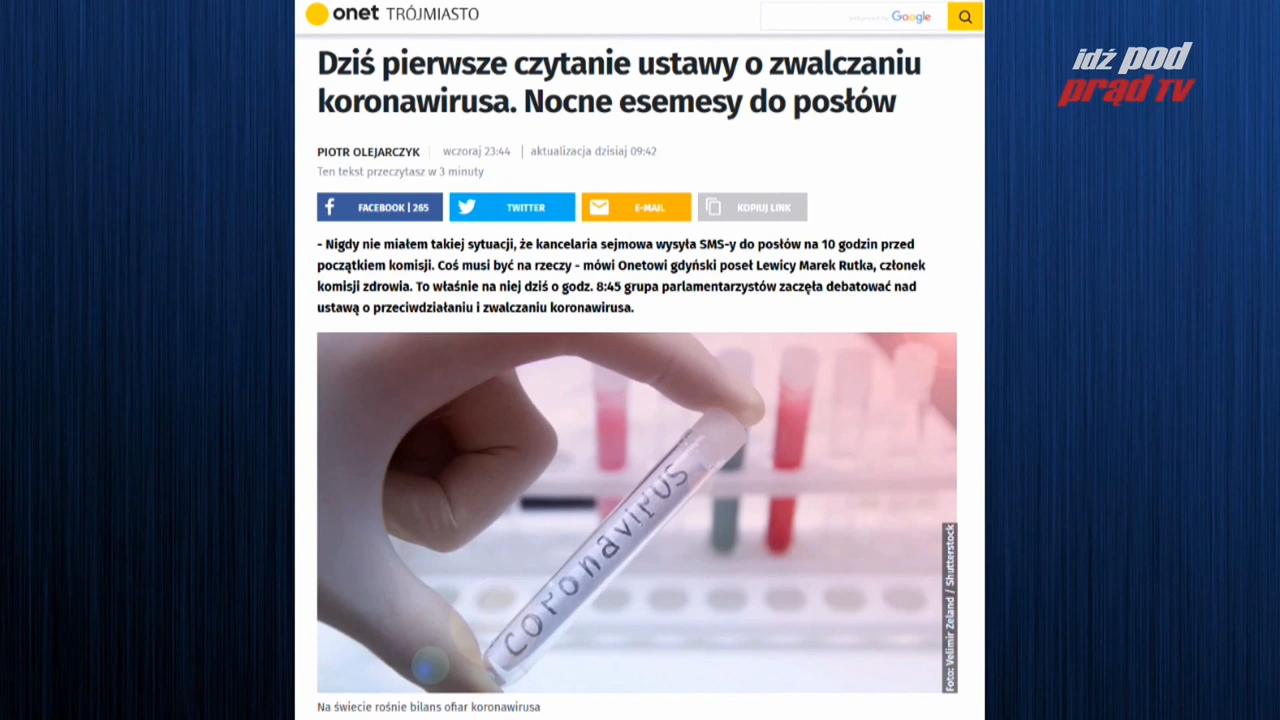 onet TRÓJMIASTO
enhanced by Google
idź pod
prąd TV
Dziś pierwsze czytanie ustawy o zwalczaniu
koronawirusa. Nocne esemesy do posłów
PIOTR OLEJARCZYK wczoraj 23:44 | aktualizacja dzisiaj 09:42
Ten tekst przeczytasz w 3 minuty
FACEBOOK | 265 TWITTER E-MAIL KOPIUJ LINK
- Nigdy nie miałem takiej sytuacji, że kancelaria sejmowa wysyła SMS-y do posłów na 10 godzin przed
początkiem komisji. Coś musi być na rzeczy - mówi Onetowi gdyński poseł Lewicy Marek Rutka, członek
komisji zdrowia. To właśnie na niej dziś o godz. 8:45 grupa parlamentarzystów zaczęła debatować nad
ustawą o przeciwdziałaniu i zwalczaniu koronawirusa.
Coronavirus
Foto: Velimir Zeland / Shutterstock
Na świecie rośnie bilans ofiar koronawirusa